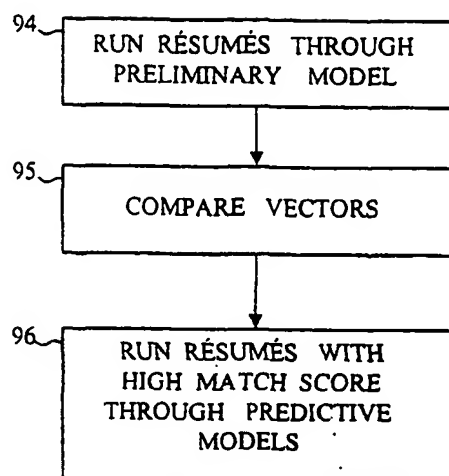 94
RUN RÉSUMÉS THROUGH
PRELIMINARY MODEL
95
COMPARE VECTORS
96
RUN RÉSUMÉS WITH
HIGH MATCH SCORE
THROUGH PREDICTIVE
MODELS